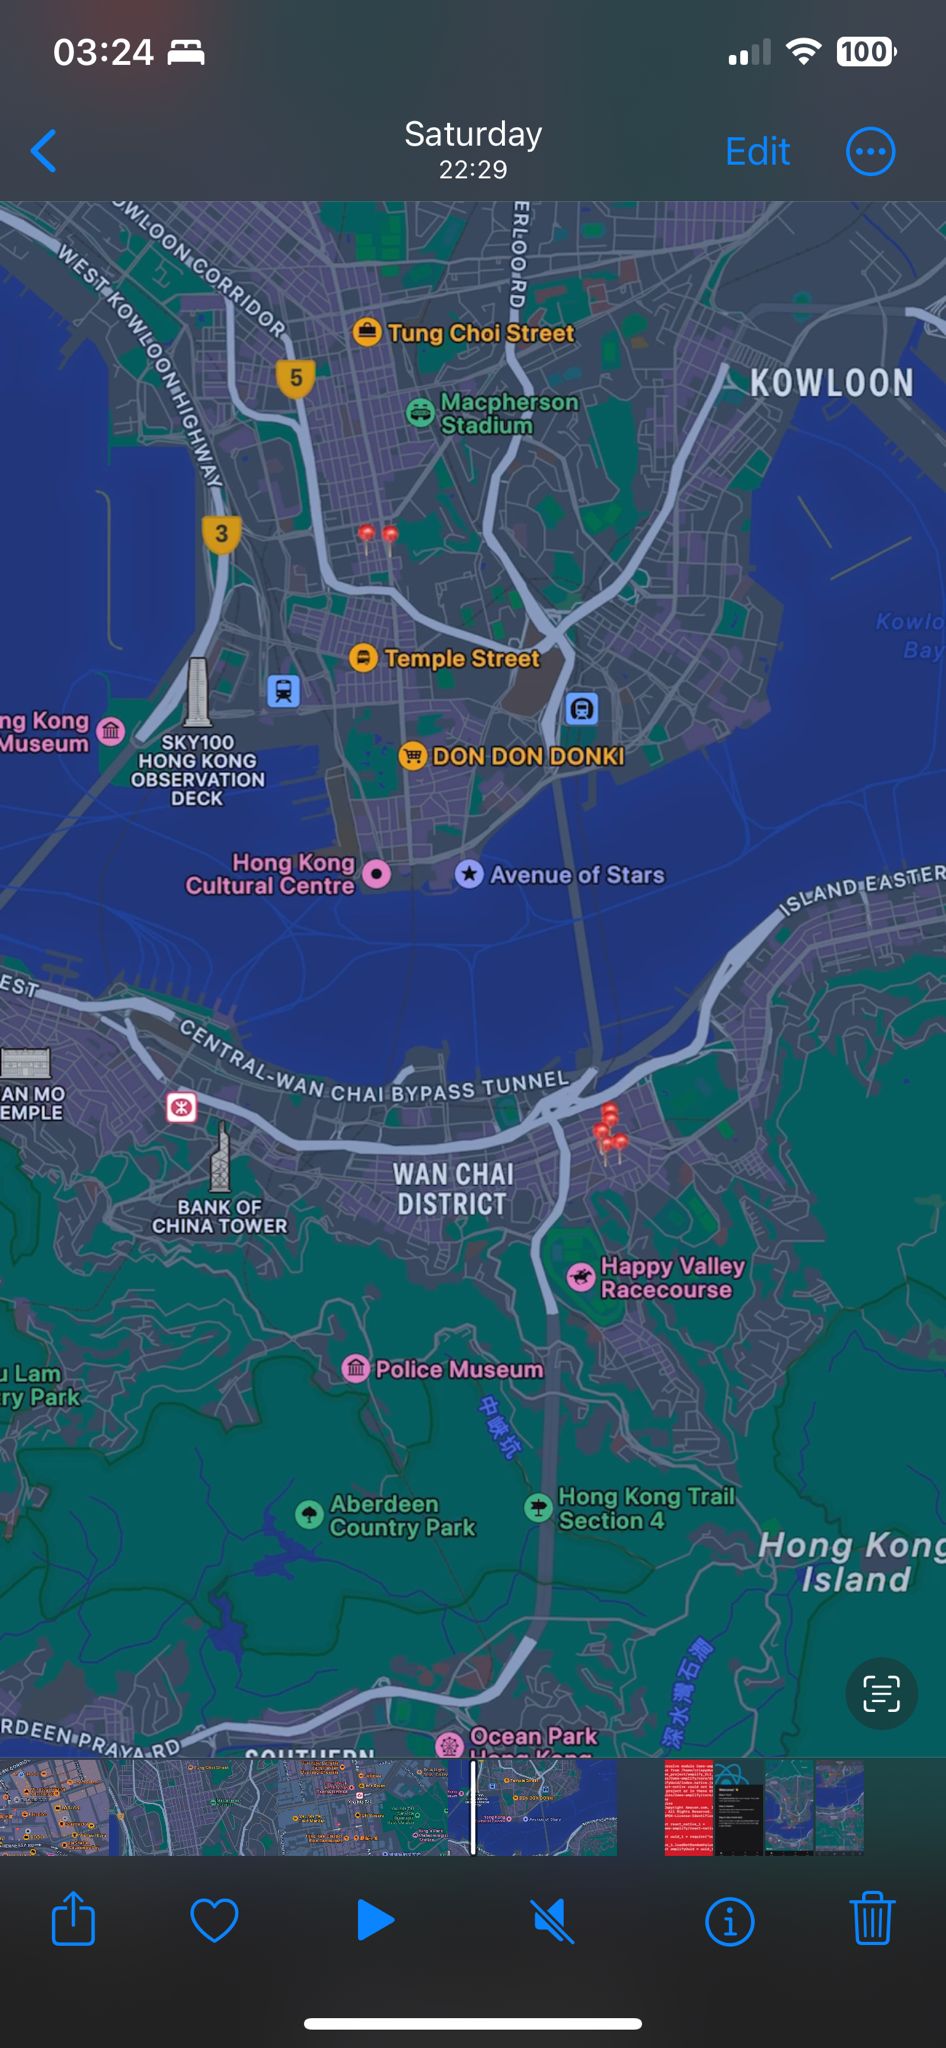 03:24
100
Saturday
22:29
Edit
OWLOON CORRIDOR
WEST KOWLOON HIGHWAY
ERLOO RD
Tung Choi Street
5
KOWLOON
Macpherson
Stadium
3
Kowlo
Bay
Temple Street
ng Kong
Museum
SKY100
HONG KONG
OBSERVATION
DECK
DON DON DONKI
Hong Kong
Cultural Centre
Avenue of Stars
ISLAND EASTER
EST
CENTRAL-WAN CHAI BYPASS TUNNEL
AN MO
EMPLE
WAN CHAI
DISTRICT
BANK OF
CHINA TOWER
Happy Valley
Racecourse
Police Museum
u Lam
ry Park
中峽坑
Aberdeen
Country Park
Hong Kong Trail
Section 4
Hong Kong
Island
深水灣石澗
RDEEN PRAYA RD
Ocean Park
Hong Kong
SOUTHERN